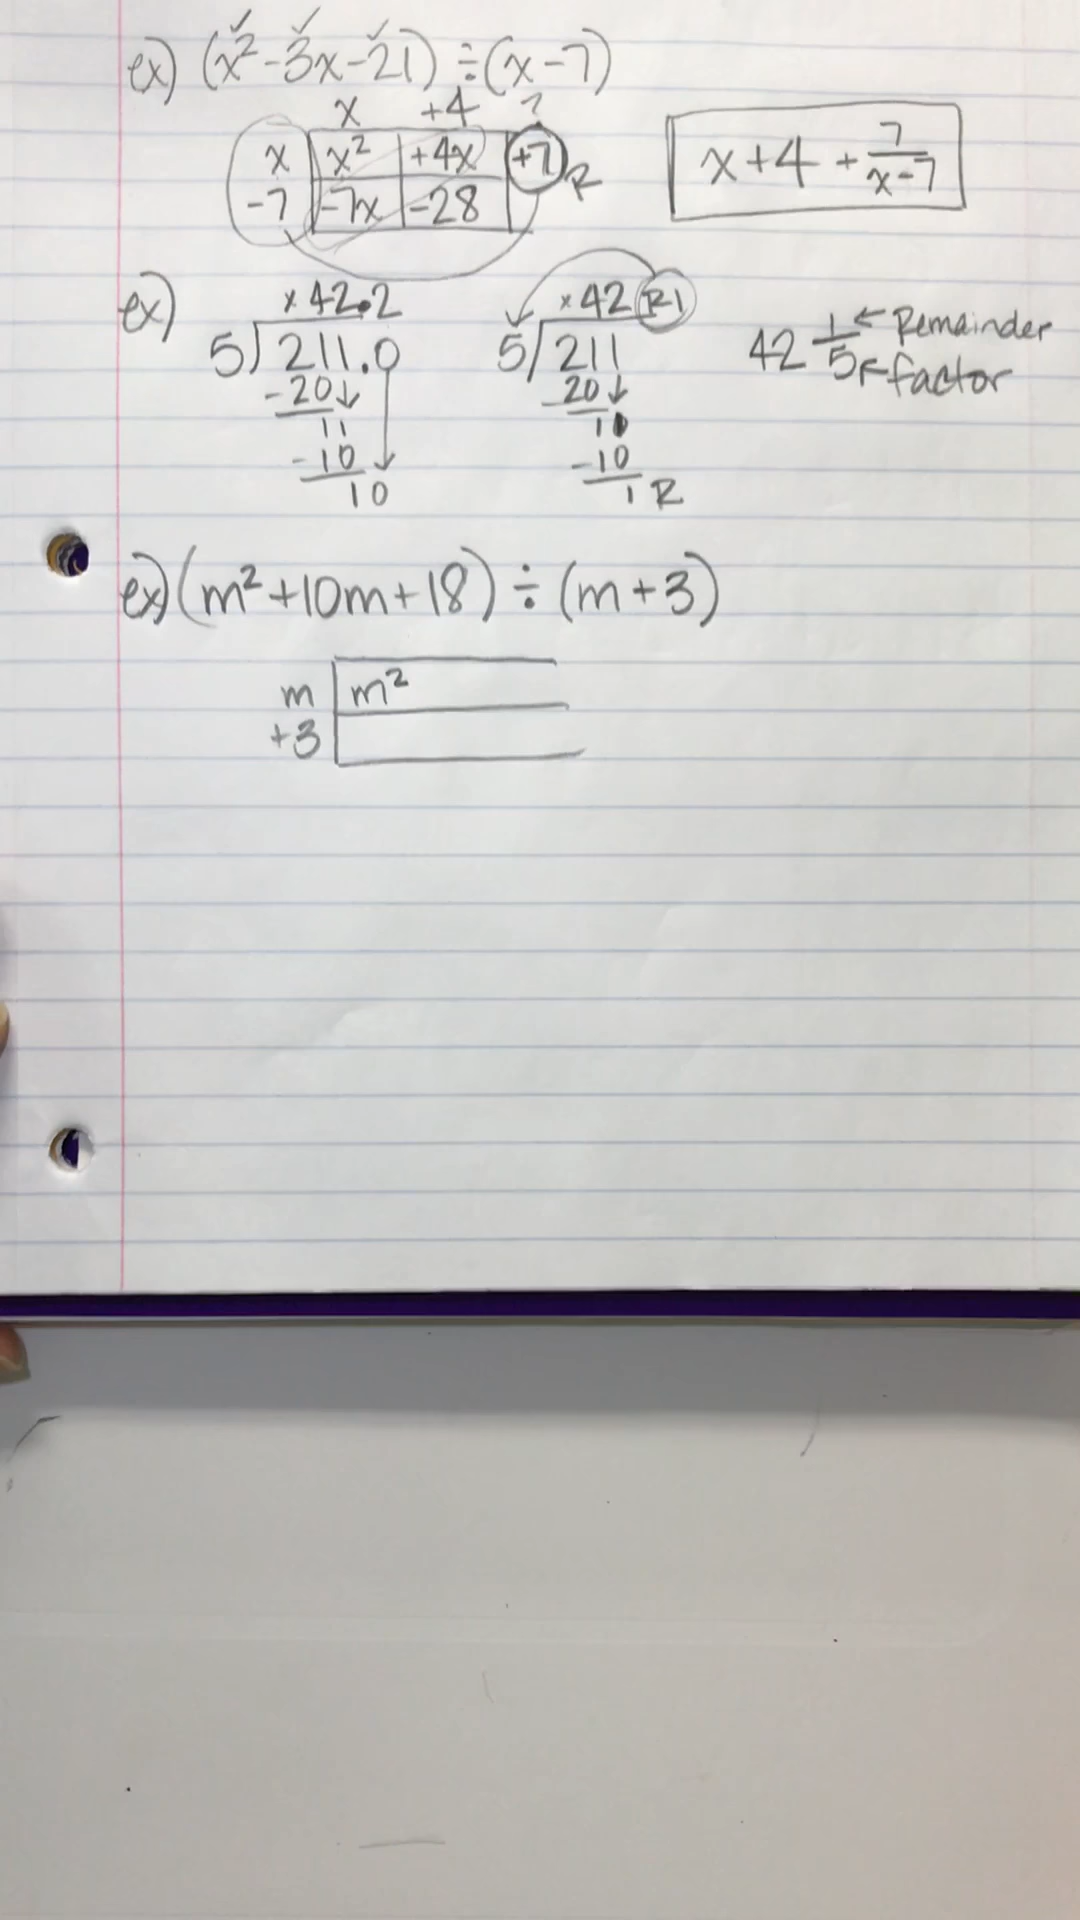 ex) (x² - 3x - 21) ÷ (x - 7)
x +4 ?
x x² +4x +7 R
-7 -7x -28
x + 4 + 7/(x - 7)
ex) x 42.2 x 42 R1
5) 211.0 5) 211 42 1/5 ← Remainder ← factor
- 20 ↓ - 20 ↓
11 11
- 10 - 10
10 1 R
ex) (m² + 10m + 18) ÷ (m + 3)
m m²
+3